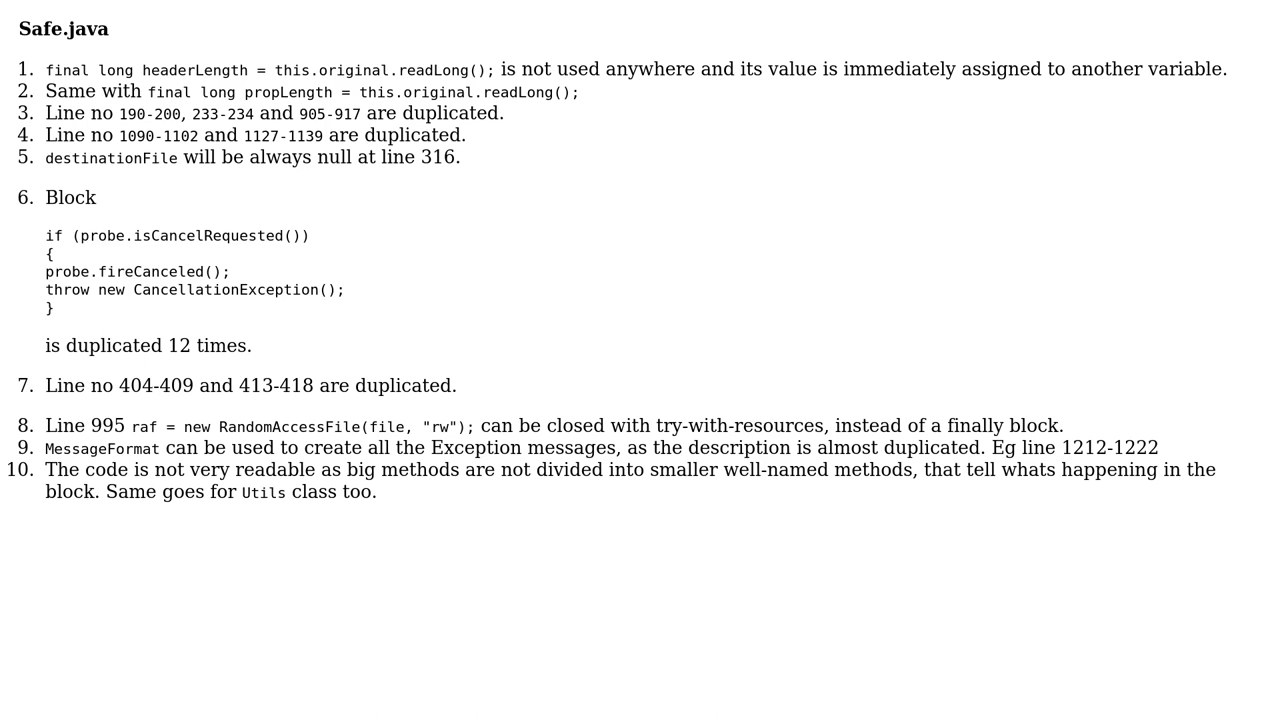 Safe.java
1. final long headerLength = this.original.readLong(); is not used anywhere and its value is immediately assigned to another variable.
2. Same with final long propLength = this.original.readLong();
3. Line no 190-200, 233-234 and 905-917 are duplicated.
4. Line no 1090-1102 and 1127-1139 are duplicated.
5. destinationFile will be always null at line 316.
6. Block
if (probe.isCancelRequested())
{
probe.fireCanceled();
throw new CancellationException();
}
is duplicated 12 times.
7. Line no 404-409 and 413-418 are duplicated.
8. Line 995 raf = new RandomAccessFile(file, "rw"); can be closed with try-with-resources, instead of a finally block.
9. MessageFormat can be used to create all the Exception messages, as the description is almost duplicated. Eg line 1212-1222
10. The code is not very readable as big methods are not divided into smaller well-named methods, that tell whats happening in the
block. Same goes for Utils class too.